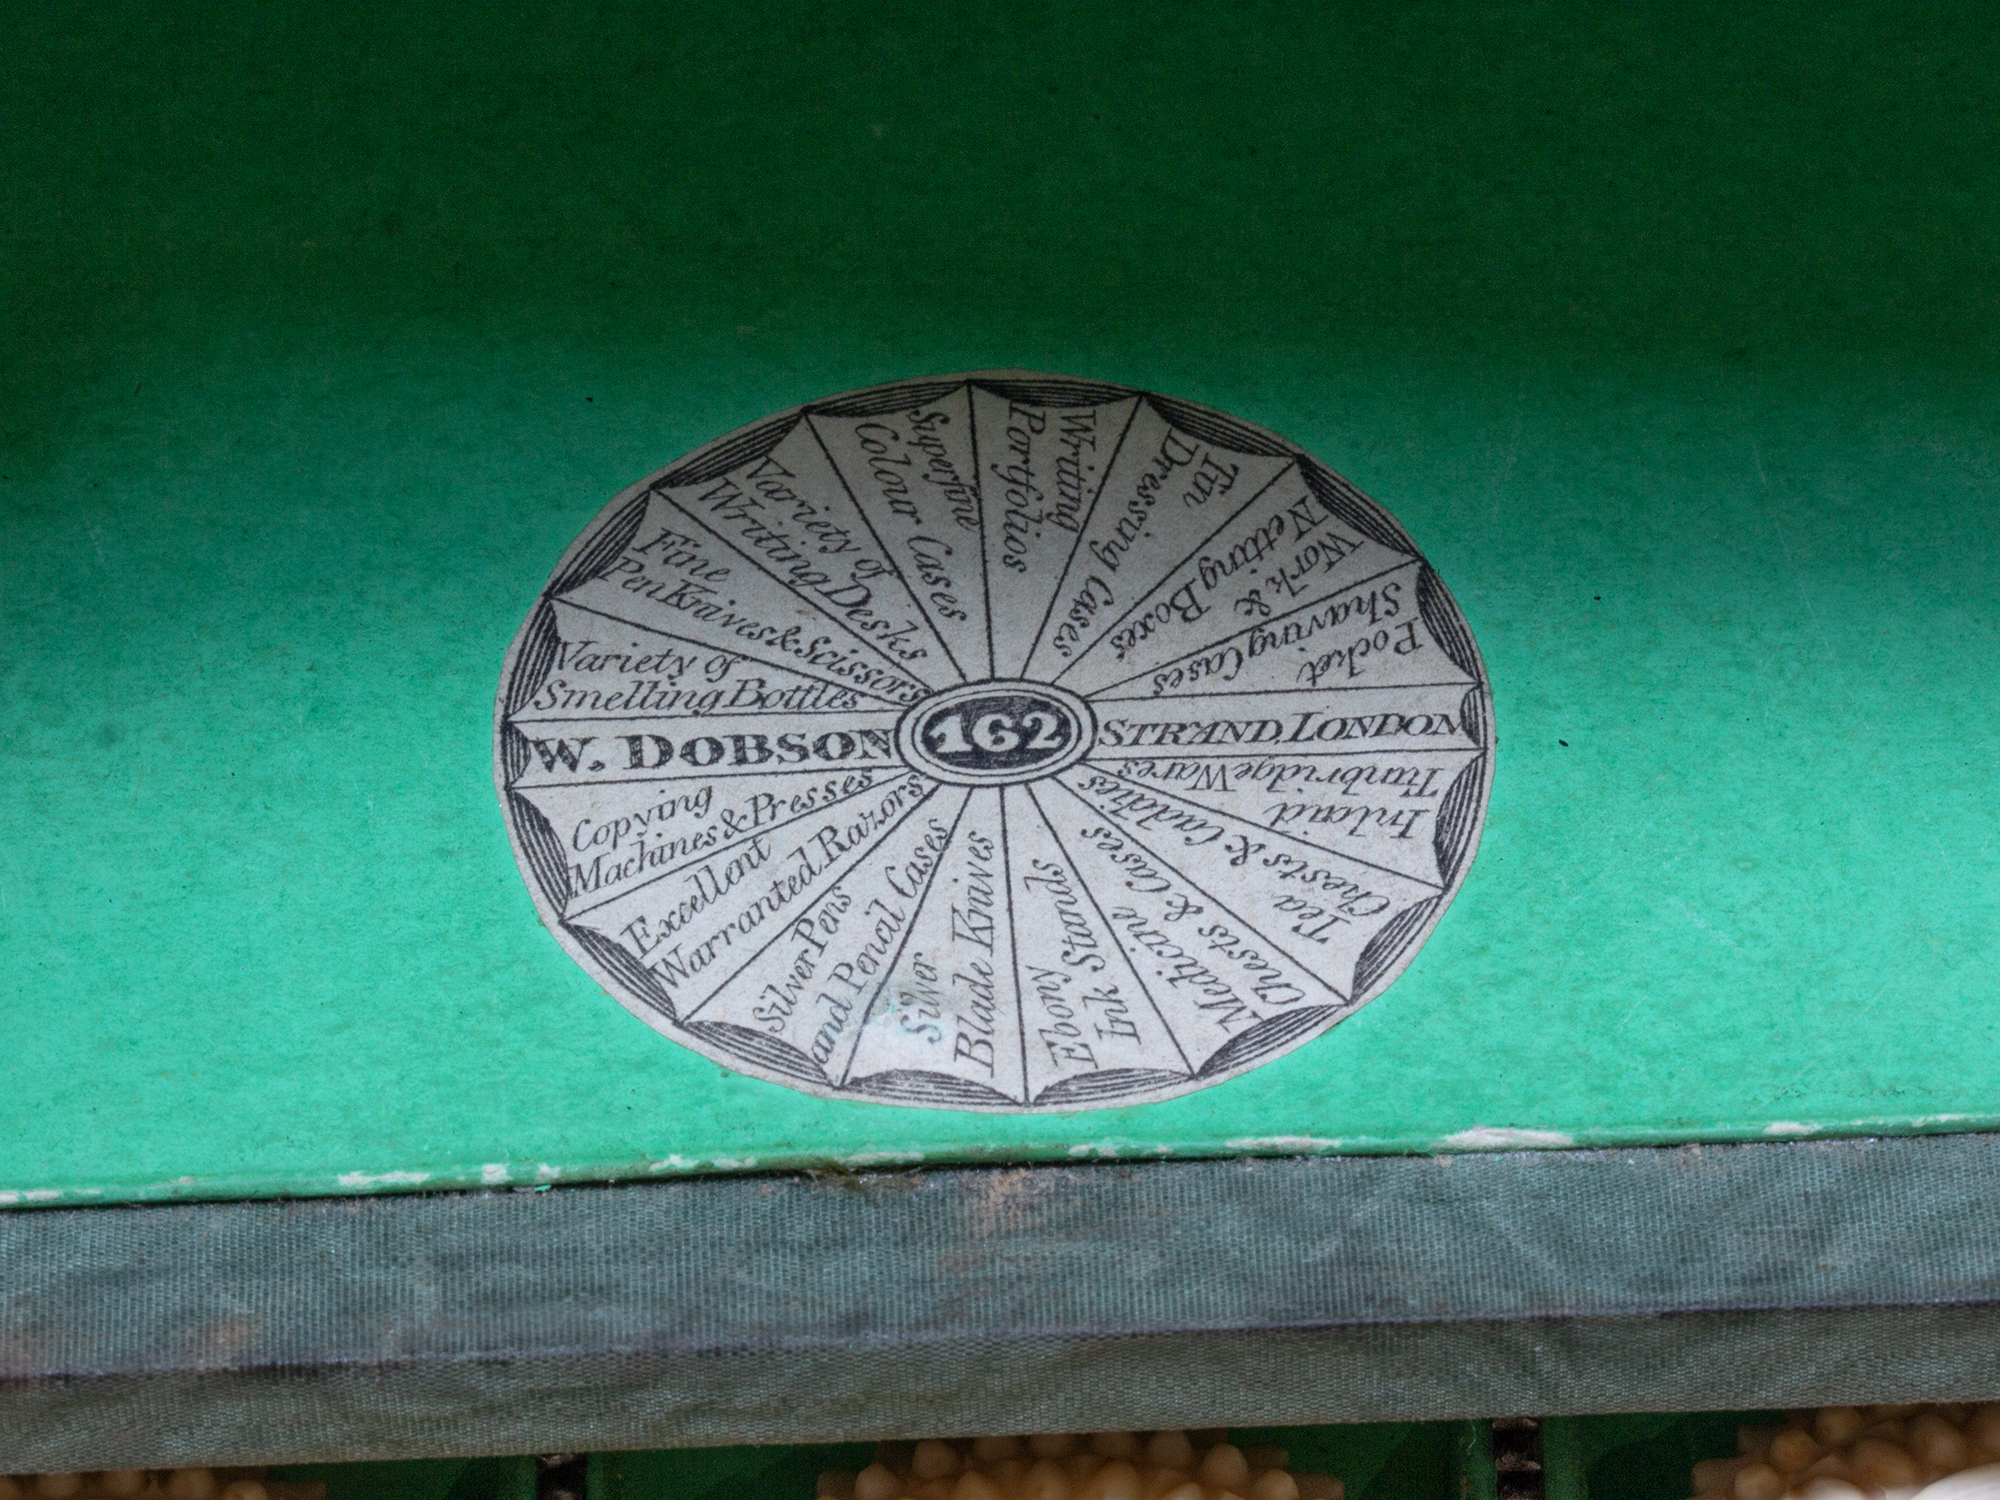 W. DOBSON
162
STRAND, LONDON
Variety of
Smelling Bottles
Fine
Pen Knives & Scissors
Variety of
Writing Desks
Superfine
Colour Cases
Writing
Portfolios
Tin
Dressing Cases
Work &
Netting Boxes
Pocket
Shaving Cases
Inlaid
Tunbridge Wares
Tea
Chests & Caddies
Medicine
Chests & Cases
Ebony
Ink Stands
Silver
Blade Knives
Silver Pens
and Pencil Cases
Excellent
Warranted Razors
Copying
Machines & Presses